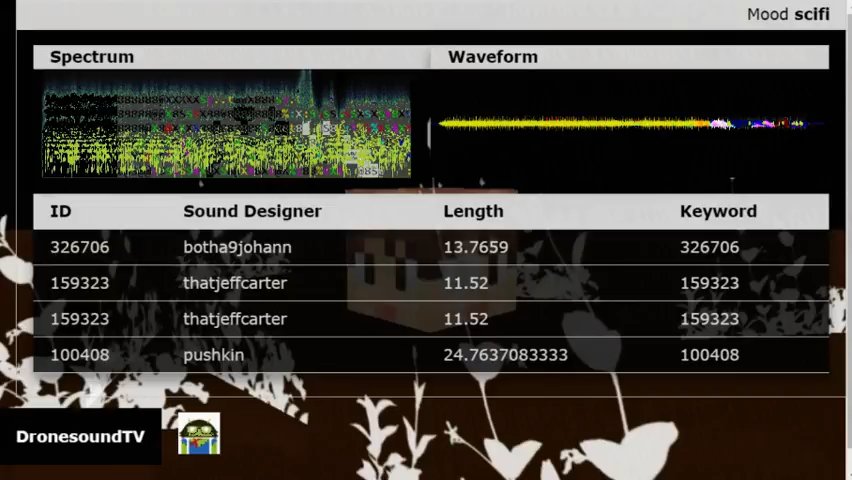 Mood scifi
Spectrum Waveform
ID Sound Designer Length Keyword
326706 botha9johann 13.7659 326706
159323 thatjeffcarter 11.52 159323
159323 thatjeffcarter 11.52 159323
100408 pushkin 24.7637083333 100408
DronesoundTV